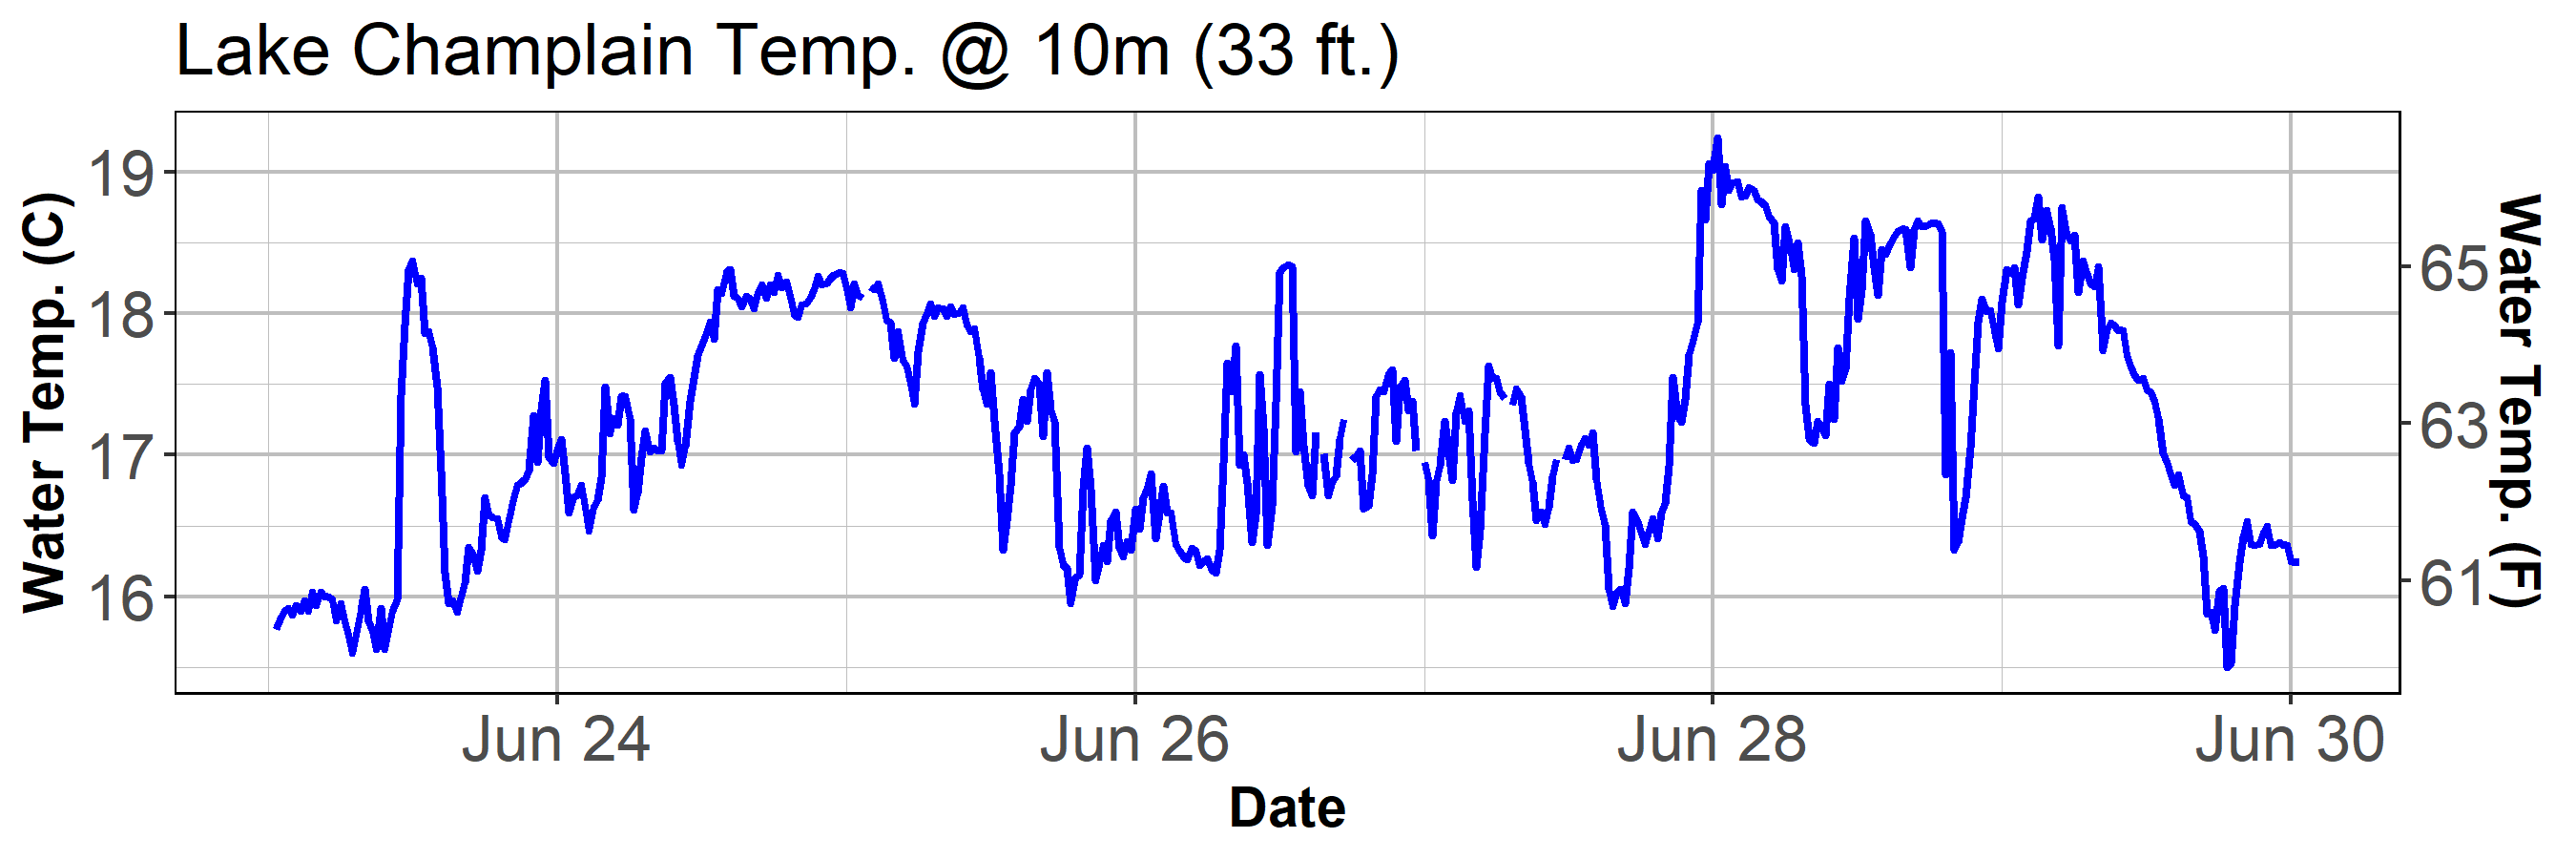 Lake Champlain Temp. @ 10m (33 ft.)
Water Temp. (C)
19
18
17
16
65
63
61
Water Temp. (F)
Jun 24
Jun 26
Jun 28
Jun 30
Date